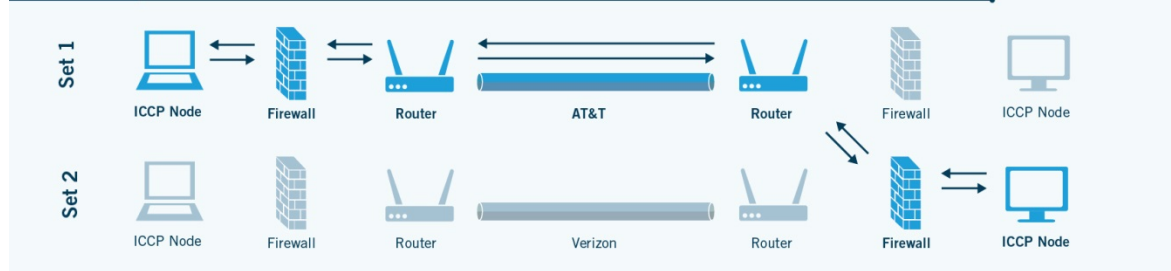 Set 1
ICCP Node
Firewall
Router
AT&T
Router
Firewall
ICCP Node
Set 2
ICCP Node
Firewall
Router
Verizon
Router
Firewall
ICCP Node